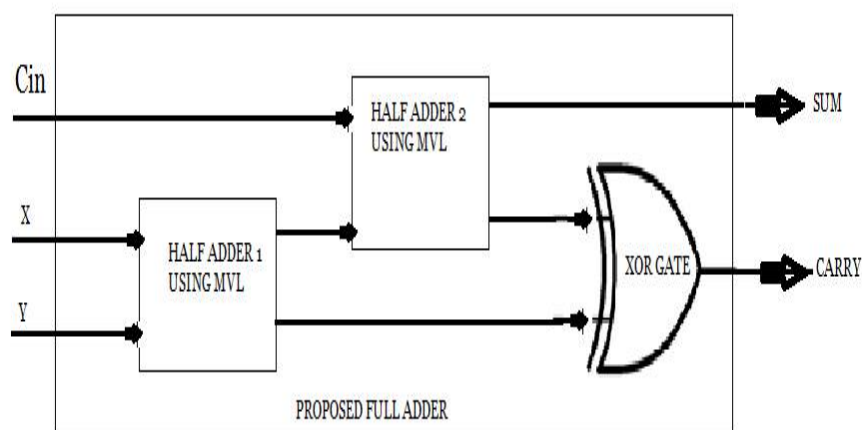 Cin
HALF ADDER 2
USING MVL
SUM
X
HALF ADDER 1
USING MVL
XOR GATE
CARRY
Y
PROPOSED FULL ADDER